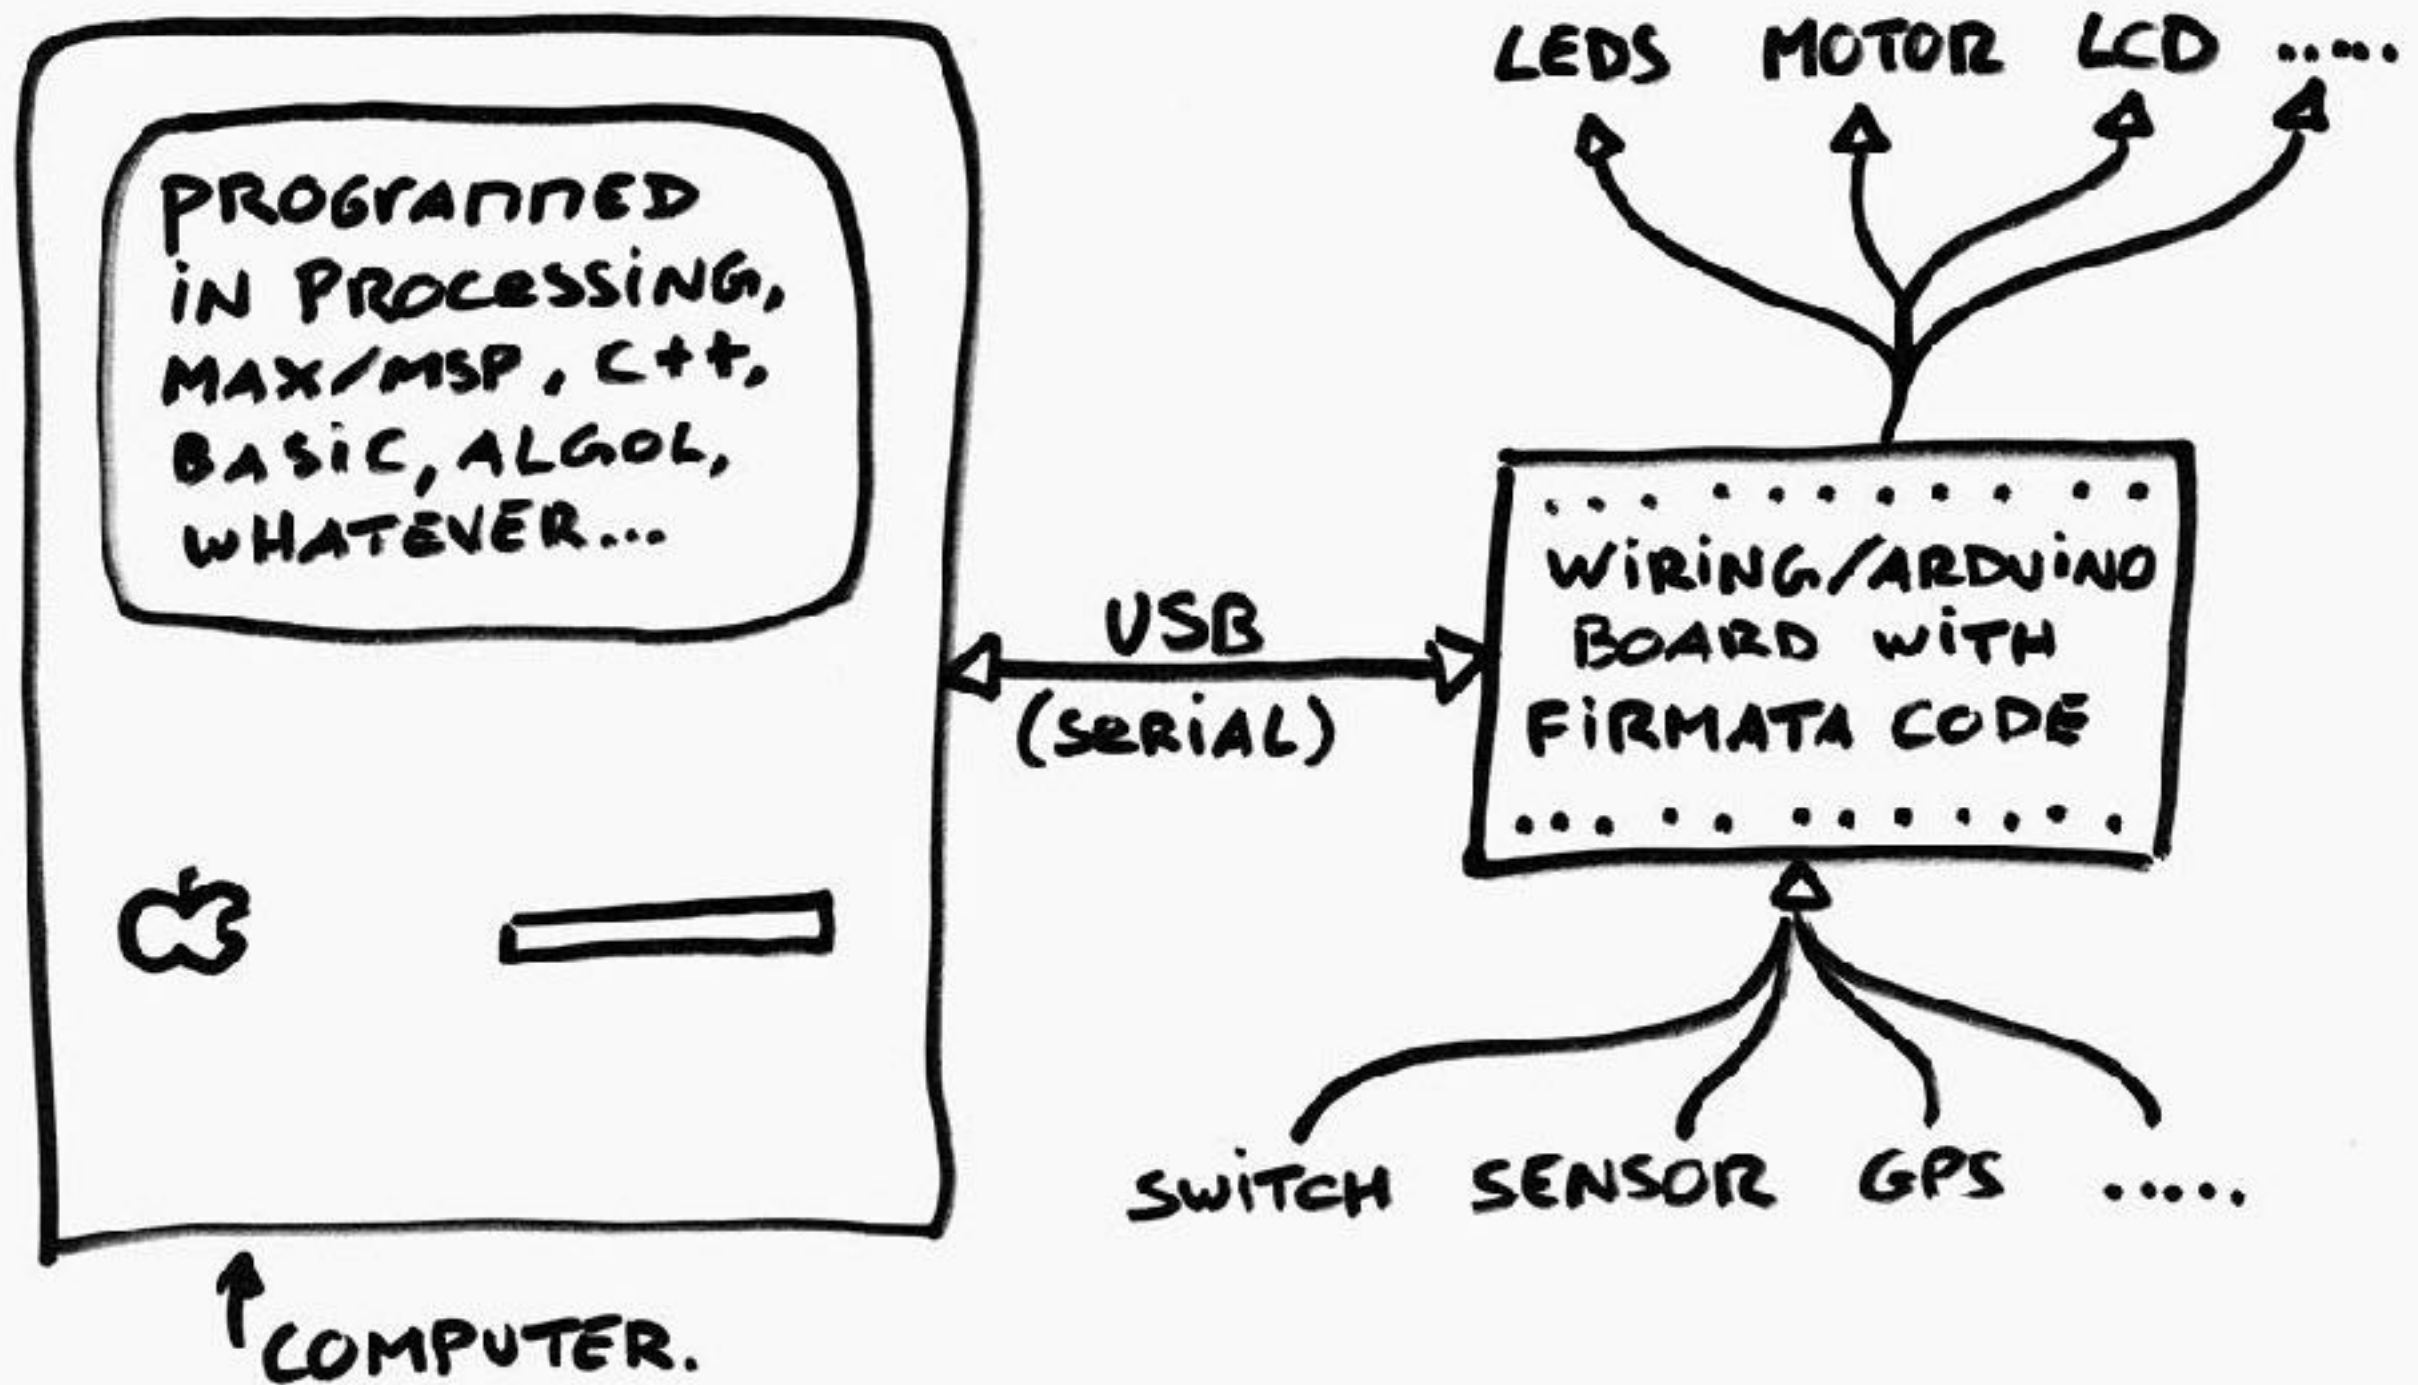 PROGRAMMED
IN PROCESSING,
MAX/MSP, C++,
BASIC, ALGOL,
WHATEVER...
COMPUTER.
USB
(SERIAL)
LEDS MOTOR LCD .....
WIRING/ARDUINO
BOARD WITH
FIRMATA CODE
SWITCH SENSOR GPS .....